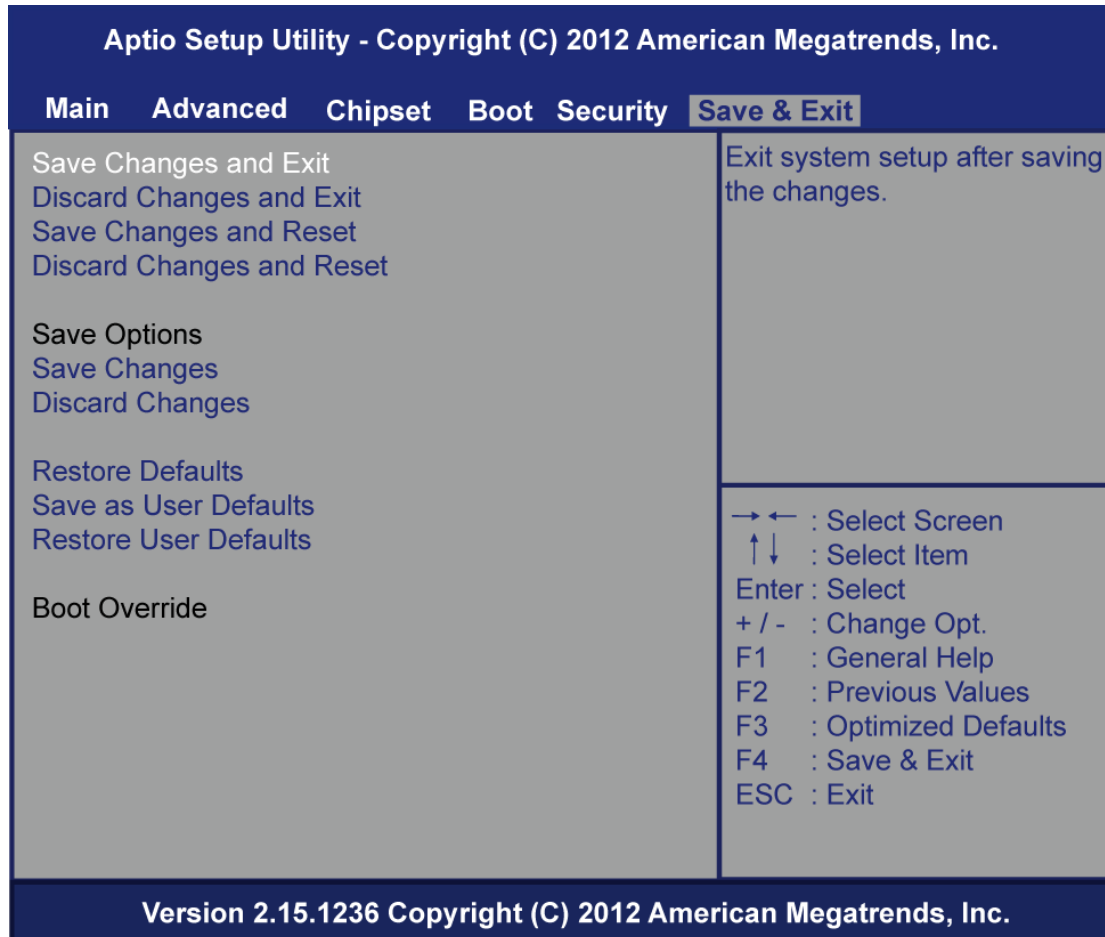 Aptio Setup Utility - Copyright (C) 2012 American Megatrends, Inc.
Main Advanced Chipset Boot Security Save & Exit
Save Changes and Exit
Discard Changes and Exit
Save Changes and Reset
Discard Changes and Reset
Save Options
Save Changes
Discard Changes
Restore Defaults
Save as User Defaults
Restore User Defaults
Boot Override
Exit system setup after saving
the changes.
→ ← : Select Screen
↑↓ : Select Item
Enter : Select
+ / - : Change Opt.
F1 : General Help
F2 : Previous Values
F3 : Optimized Defaults
F4 : Save & Exit
ESC : Exit
Version 2.15.1236 Copyright (C) 2012 American Megatrends, Inc.